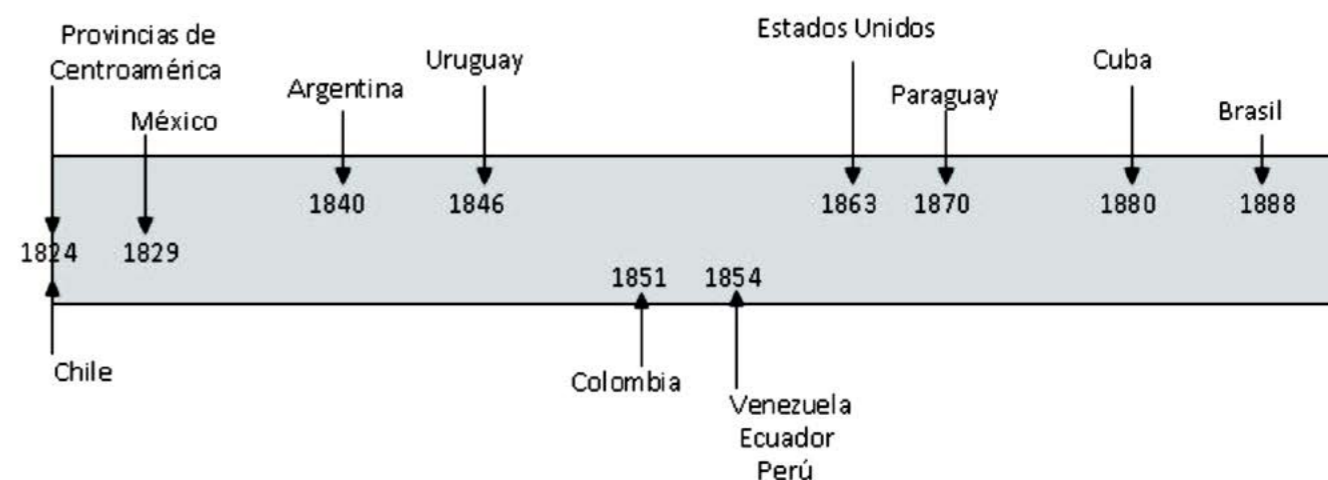 Provincias de
Centroamérica
México
Argentina
Uruguay
Estados Unidos
Paraguay
Cuba
Brasil
1824
1829
1840
1846
1851
1854
1863
1870
1880
1888
Chile
Colombia
Venezuela
Ecuador
Perú